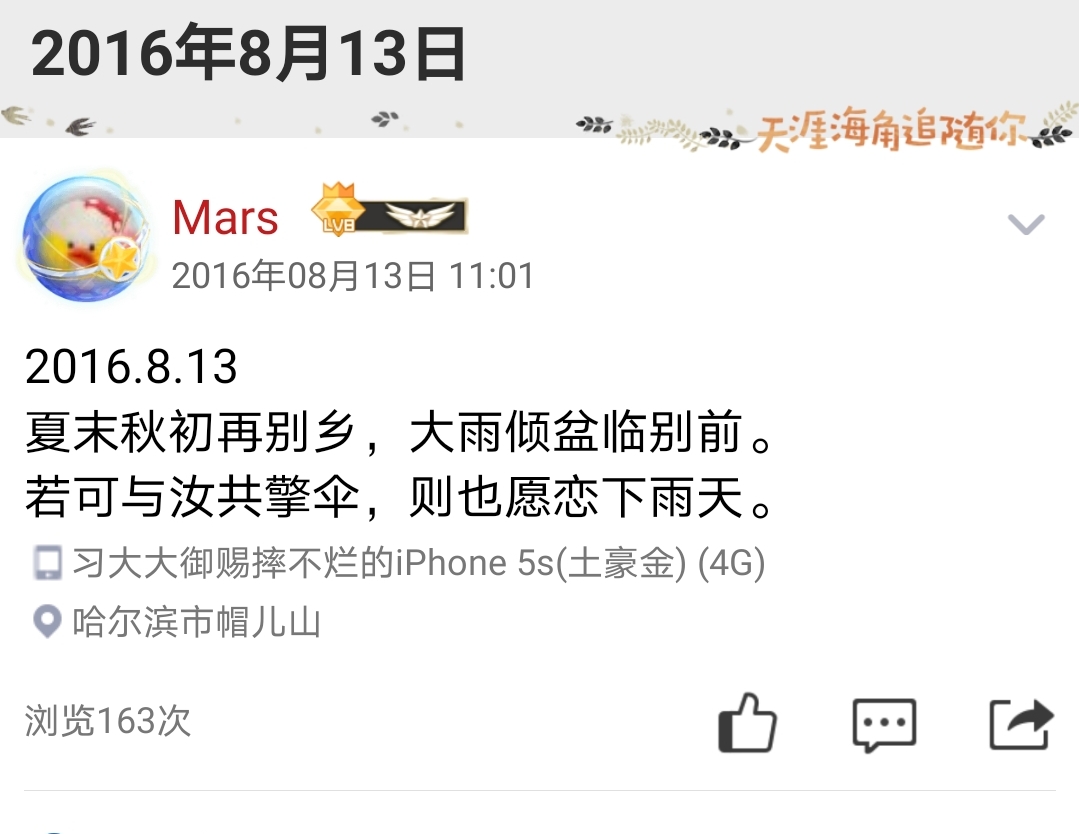 2016年8月13日
天涯海角追随你
Mars LV8
2016年08月13日 11:01
2016.8.13
夏末秋初再别乡，大雨倾盆临别前。
若可与汝共擎伞，则也愿恋下雨天。
习大大御赐摔不烂的iPhone 5s(土豪金) (4G)
哈尔滨市帽儿山
浏览163次